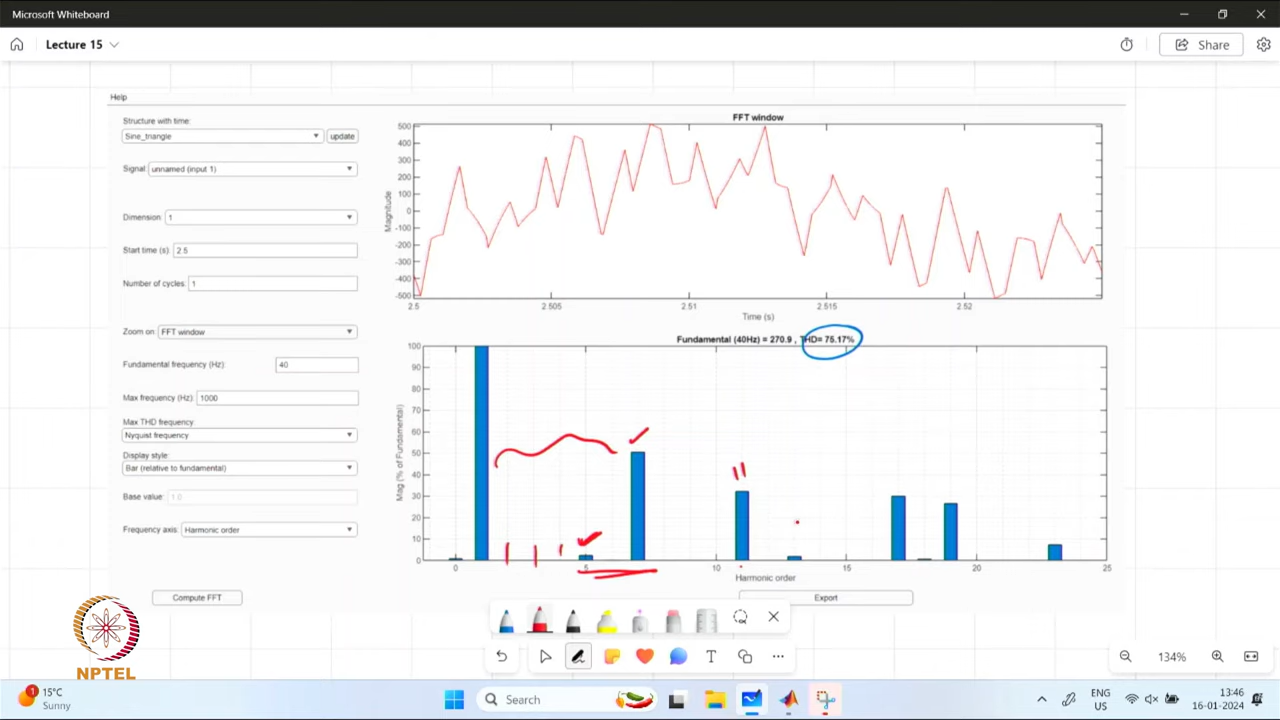 Microsoft Whiteboard
Lecture 15
Share
Help
Structure with time:
Sine_triangle
update
Signal: unnamed (input 1)
Dimension: 1
Start time (s): 2.5
Number of cycles: 1
Zoom on: FFT window
Fundamental frequency (Hz): 40
Max frequency (Hz): 1000
Max THD frequency
Nyquist frequency
Display style:
Bar (relative to fundamental)
Base value: 1.0
Frequency axis: Harmonic order
Compute FFT
FFT window
500
400
300
200
100
0
-100
-200
-300
-400
-500
Magnitude
2.5 2.505 2.51 2.515 2.52
Time (s)
Fundamental (40Hz) = 270.9 , THD= 75.17%
100
90
80
70
60
50
40
30
20
10
0
Mag (% of Fundamental)
0 5 10 15 20 25
Harmonic order
11
Export
NPTEL
134%
1
15°C
Sunny
Search
ENG
US
13:46
16-01-2024